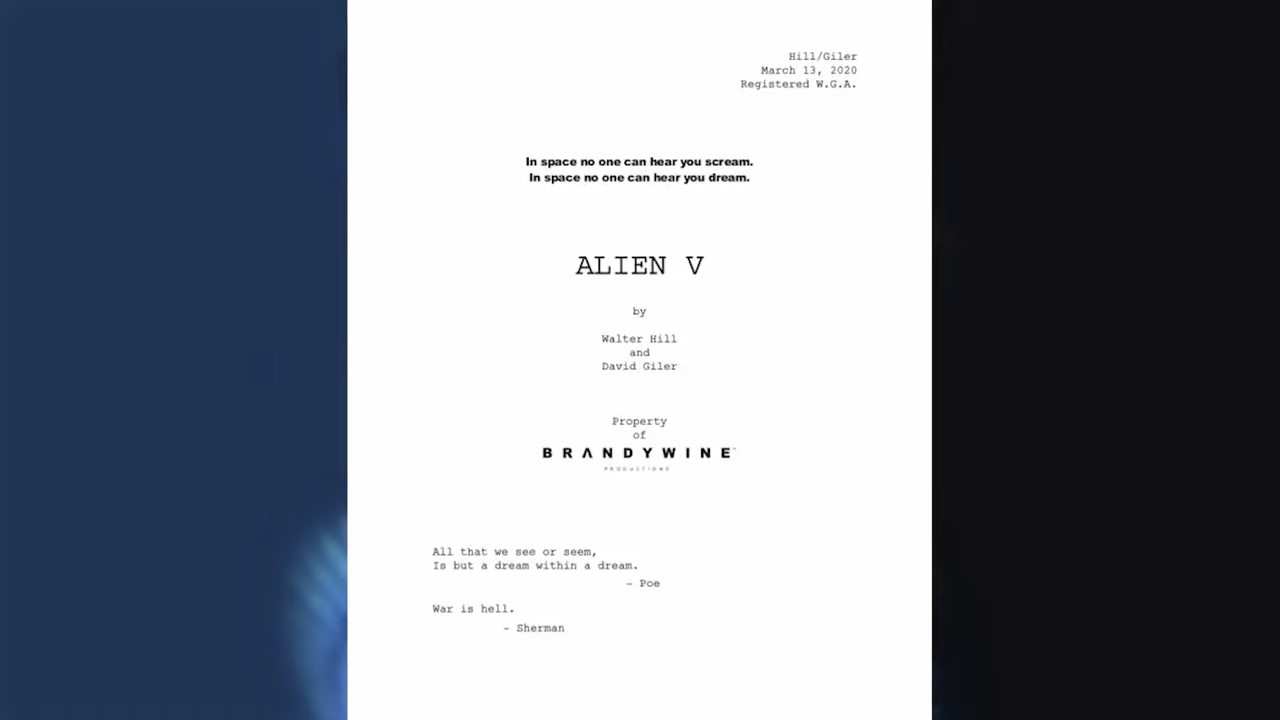 Hill/Giler
March 13, 2020
Registered W.G.A.
In space no one can hear you scream.
In space no one can hear you dream.
ALIEN V
by
Walter Hill
and
David Giler
Property
of
BRANDYWINE
PRODUCTIONS
All that we see or seem,
Is but a dream within a dream.
– Poe
War is hell.
– Sherman